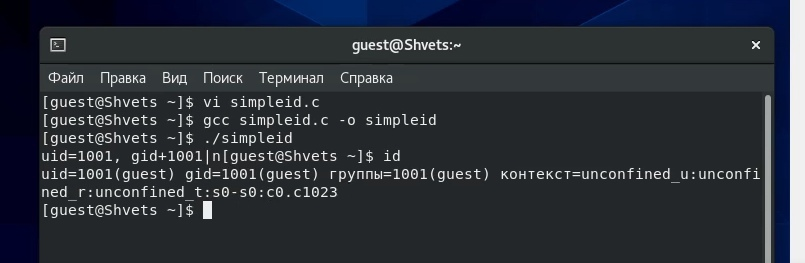 guest@Shvets:~
Файл Правка Вид Поиск Терминал Справка
[guest@Shvets ~]$ vi simpleid.c
[guest@Shvets ~]$ gcc simpleid.c -o simpleid
[guest@Shvets ~]$ ./simpleid
uid=1001, gid+1001|n[guest@Shvets ~]$ id
uid=1001(guest) gid=1001(guest) группы=1001(guest) контекст=unconfined_u:unconfi
ned_r:unconfined_t:s0-s0:c0.c1023
[guest@Shvets ~]$